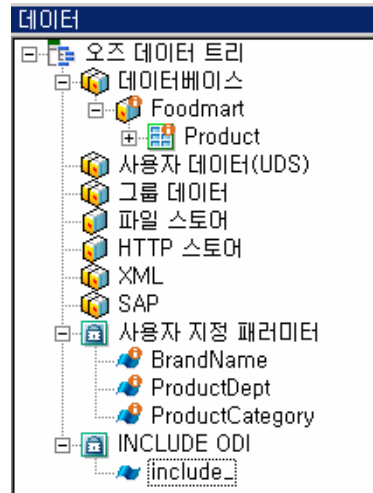 데이터
오즈 데이터 트리
데이터베이스
Foodmart
Product
사용자 데이터(UDS)
그룹 데이터
파일 스토어
HTTP 스토어
XML
SAP
사용자 지정 패러미터
BrandName
ProductDept
ProductCategory
INCLUDE ODI
include_